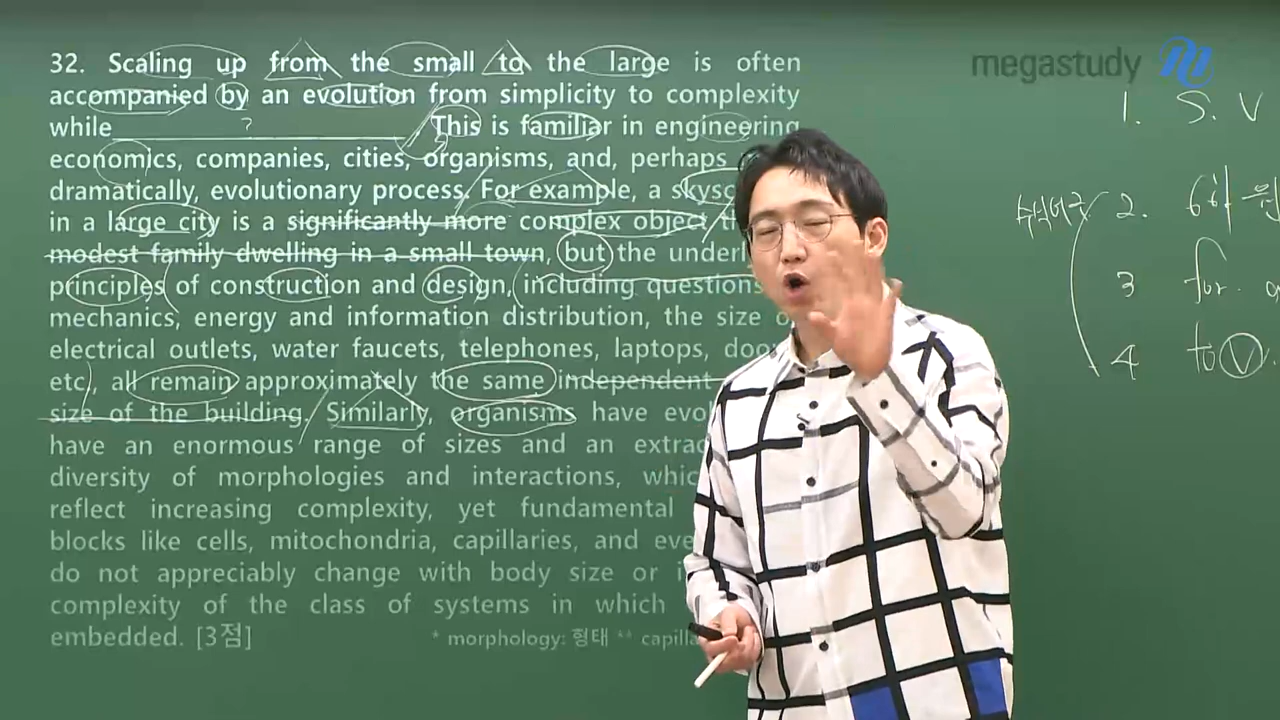 32. Scaling up from the small to the large is often
accompanied by an evolution from simplicity to complexity
while ? This is familiar in engineering
economics, companies, cities, organisms, and, perhaps
dramatically, evolutionary process. For example, a skysc
in a large city is a significantly more complex object th
modest family dwelling in a small town, but the underl
principles of construction and design, including questions
mechanics, energy and information distribution, the size o
electrical outlets, water faucets, telephones, laptops, doo
etc, all remain approximately the same independent
size of the building. Similarly, organisms have evol
have an enormous range of sizes and an extrac
diversity of morphologies and interactions, whic
reflect increasing complexity, yet fundamental
blocks like cells, mitochondria, capillaries, and eve
do not appreciably change with body size or i
complexity of the class of systems in which
embedded. [3점]
* morphology: 형태 ** capilla
megastudy
1. S. V
2.
3 for
4 to V